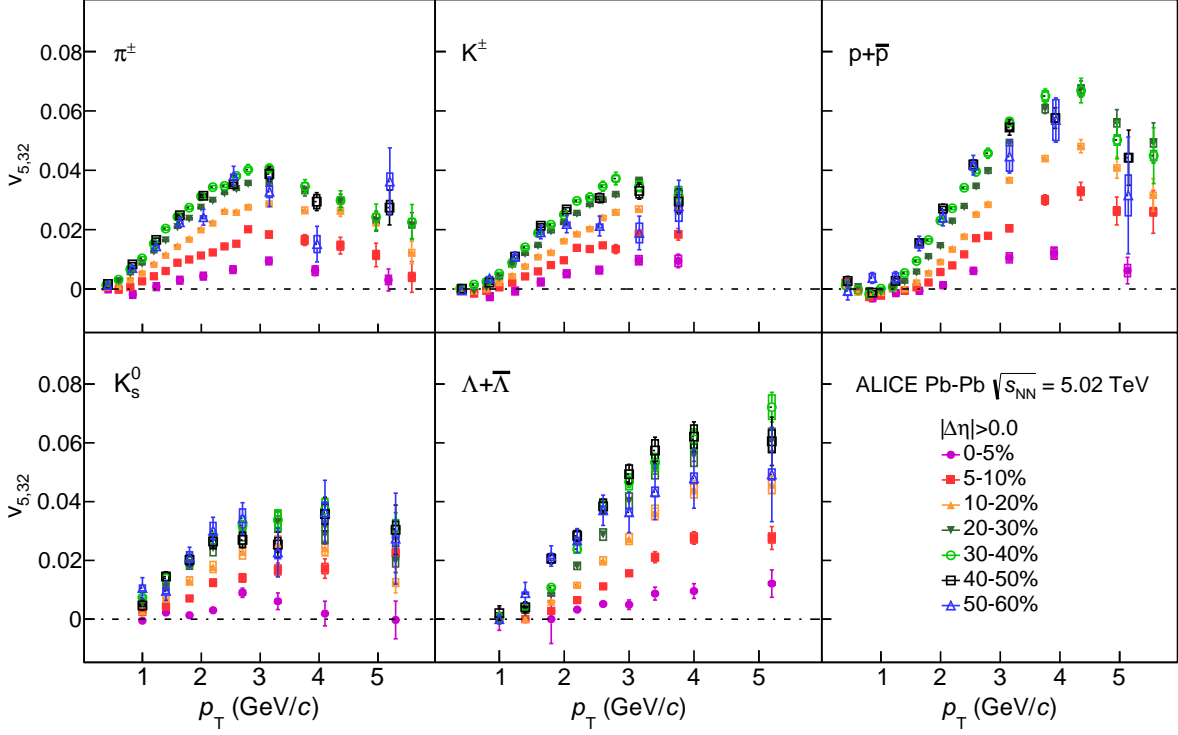 π± K± p+p̅
0.08
0.06
0.04
0.02
0
v5,32
K0s Λ+Λ̅ ALICE Pb-Pb √sNN = 5.02 TeV
|Δη|>0.0
0-5%
5-10%
10-20%
20-30%
30-40%
40-50%
50-60%
0.08
0.06
0.04
0.02
0
v5,32
1 2 3 4 5 1 2 3 4 5 1 2 3 4 5
pT (GeV/c) pT (GeV/c) pT (GeV/c)